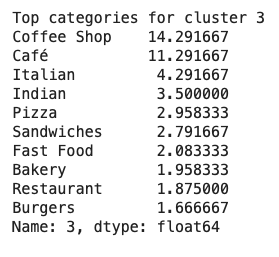 Top categories for cluster 3
Coffee Shop    14.291667
Café           11.291667
Italian         4.291667
Indian          3.500000
Pizza           2.958333
Sandwiches      2.791667
Fast Food       2.083333
Bakery          1.958333
Restaurant      1.875000
Burgers         1.666667
Name: 3, dtype: float64